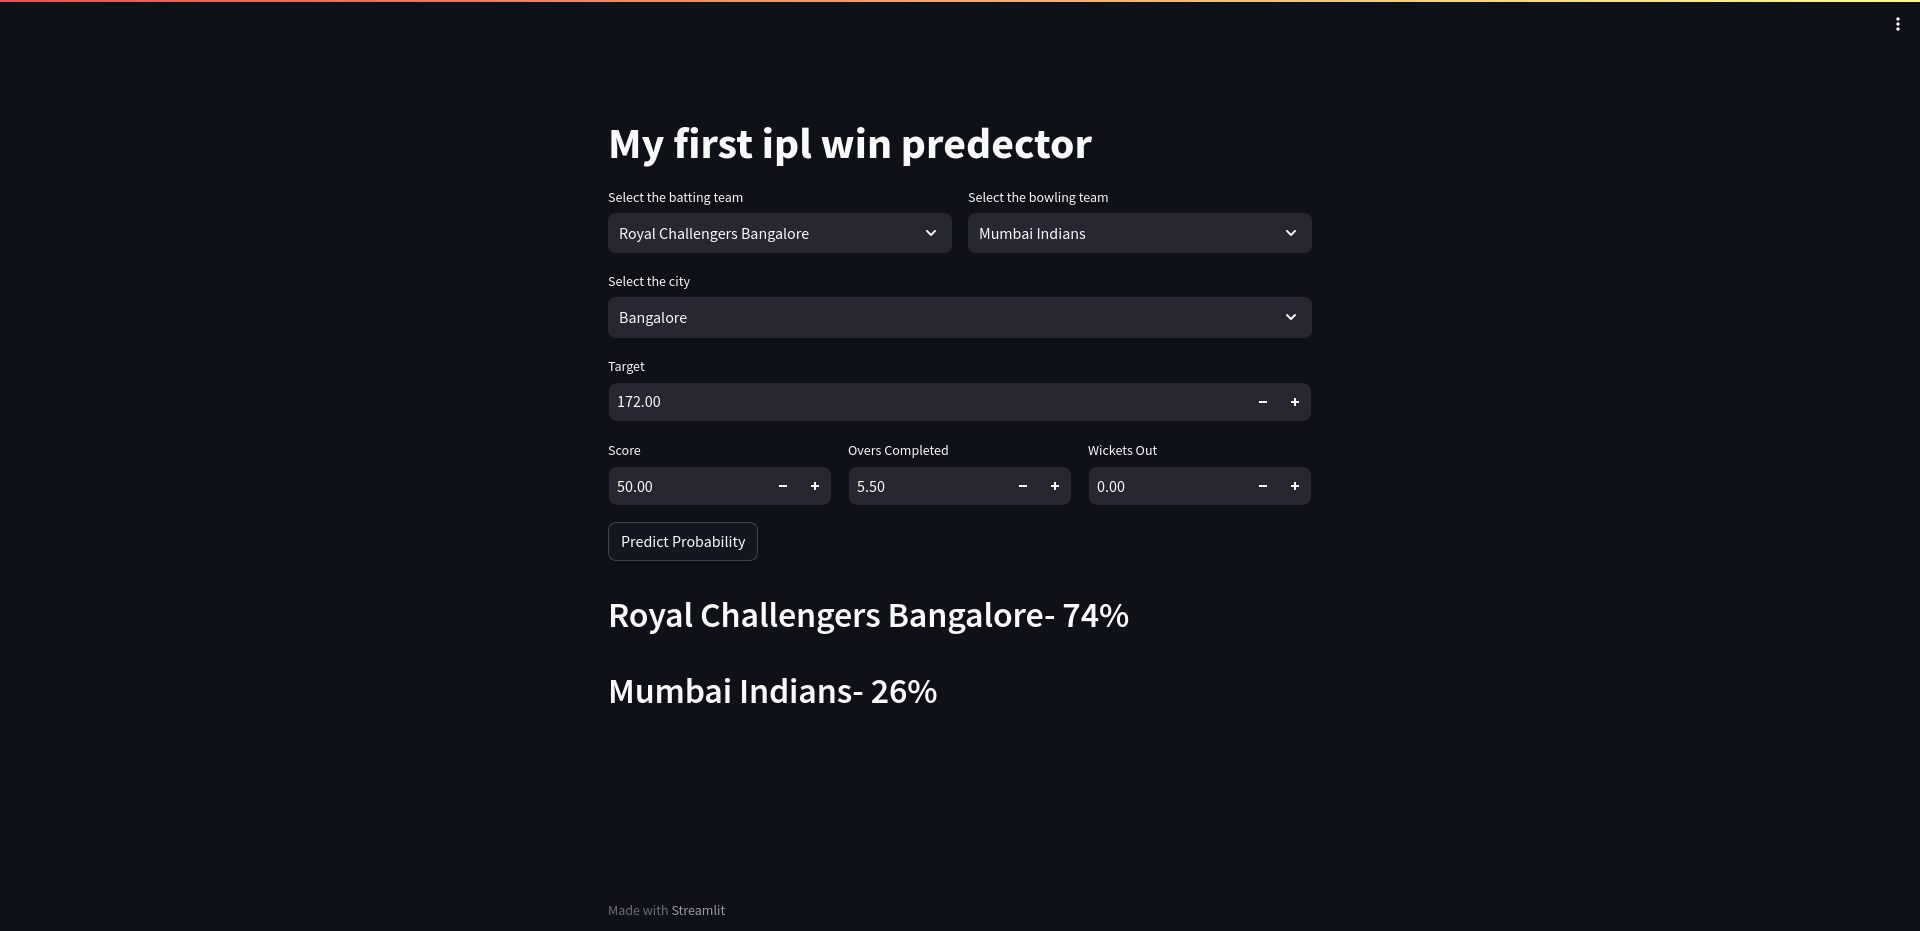 My first ipl win predector
Select the batting team
Select the bowling team
Royal Challengers Bangalore
Mumbai Indians
Select the city
Bangalore
Target
172.00
Score
Overs Completed
Wickets Out
50.00
5.50
0.00
Predict Probability
Royal Challengers Bangalore- 74%
Mumbai Indians- 26%
Made with Streamlit